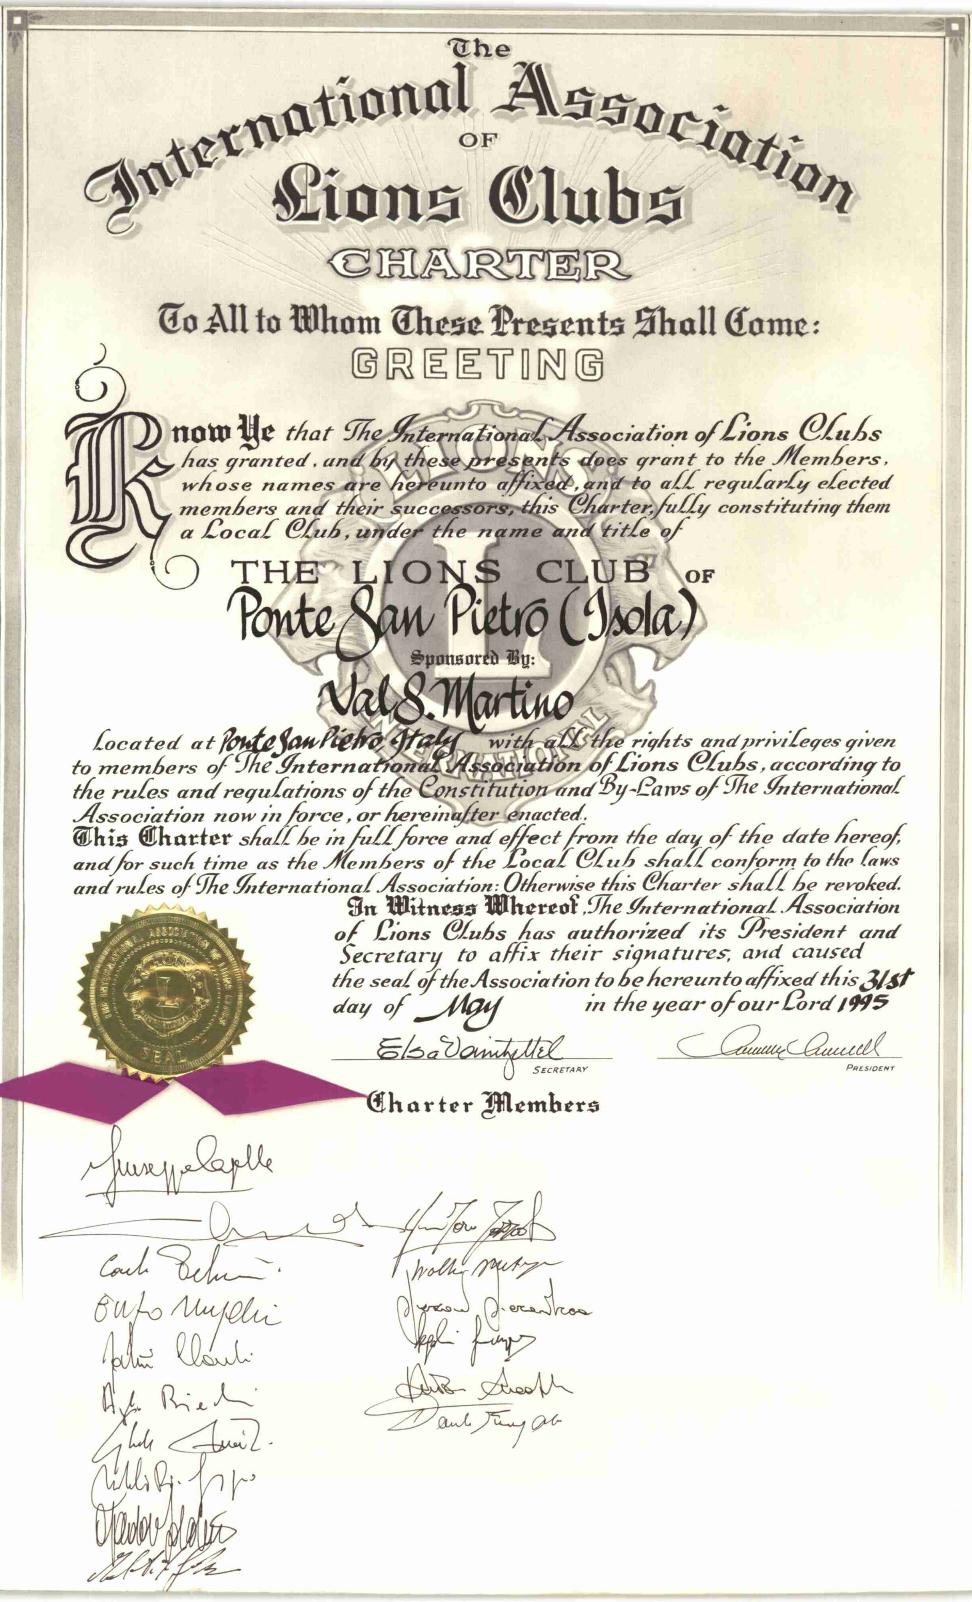 The
International Association
OF
Lions Clubs
CHARTER
To All to Whom These Presents Shall Come:
GREETING
Know Ye that The International Association of Lions Clubs
has granted, and by these presents does grant to the Members,
whose names are hereunto affixed, and to all regularly elected
members and their successors, this Charter, fully constituting them
a Local Club, under the name and title of
THE LIONS CLUB OF
Ponte San Pietro (Isola)
Sponsored By:
Val S. Martino
Located at Ponte San Pietro, Italy with all the rights and privileges given
to members of The International Association of Lions Clubs, according to
the rules and regulations of the Constitution and By-Laws of The International
Association now in force, or hereinafter enacted.
This Charter shall be in full force and effect from the day of the date hereof,
and for such time as the Members of the Local Club shall conform to the laws
and rules of The International Association: Otherwise this Charter shall be revoked.
In Witness Whereof, The International Association
of Lions Clubs has authorized its President and
Secretary to affix their signatures, and caused
the seal of the Association to be hereunto affixed this 31st
day of May in the year of our Lord 1995
SECRETARY
PRESIDENT
LIONS
L
INTERNATIONAL
THE INTERNATIONAL ASSOCIATION OF LIONS CLUBS
SEAL
Charter Members